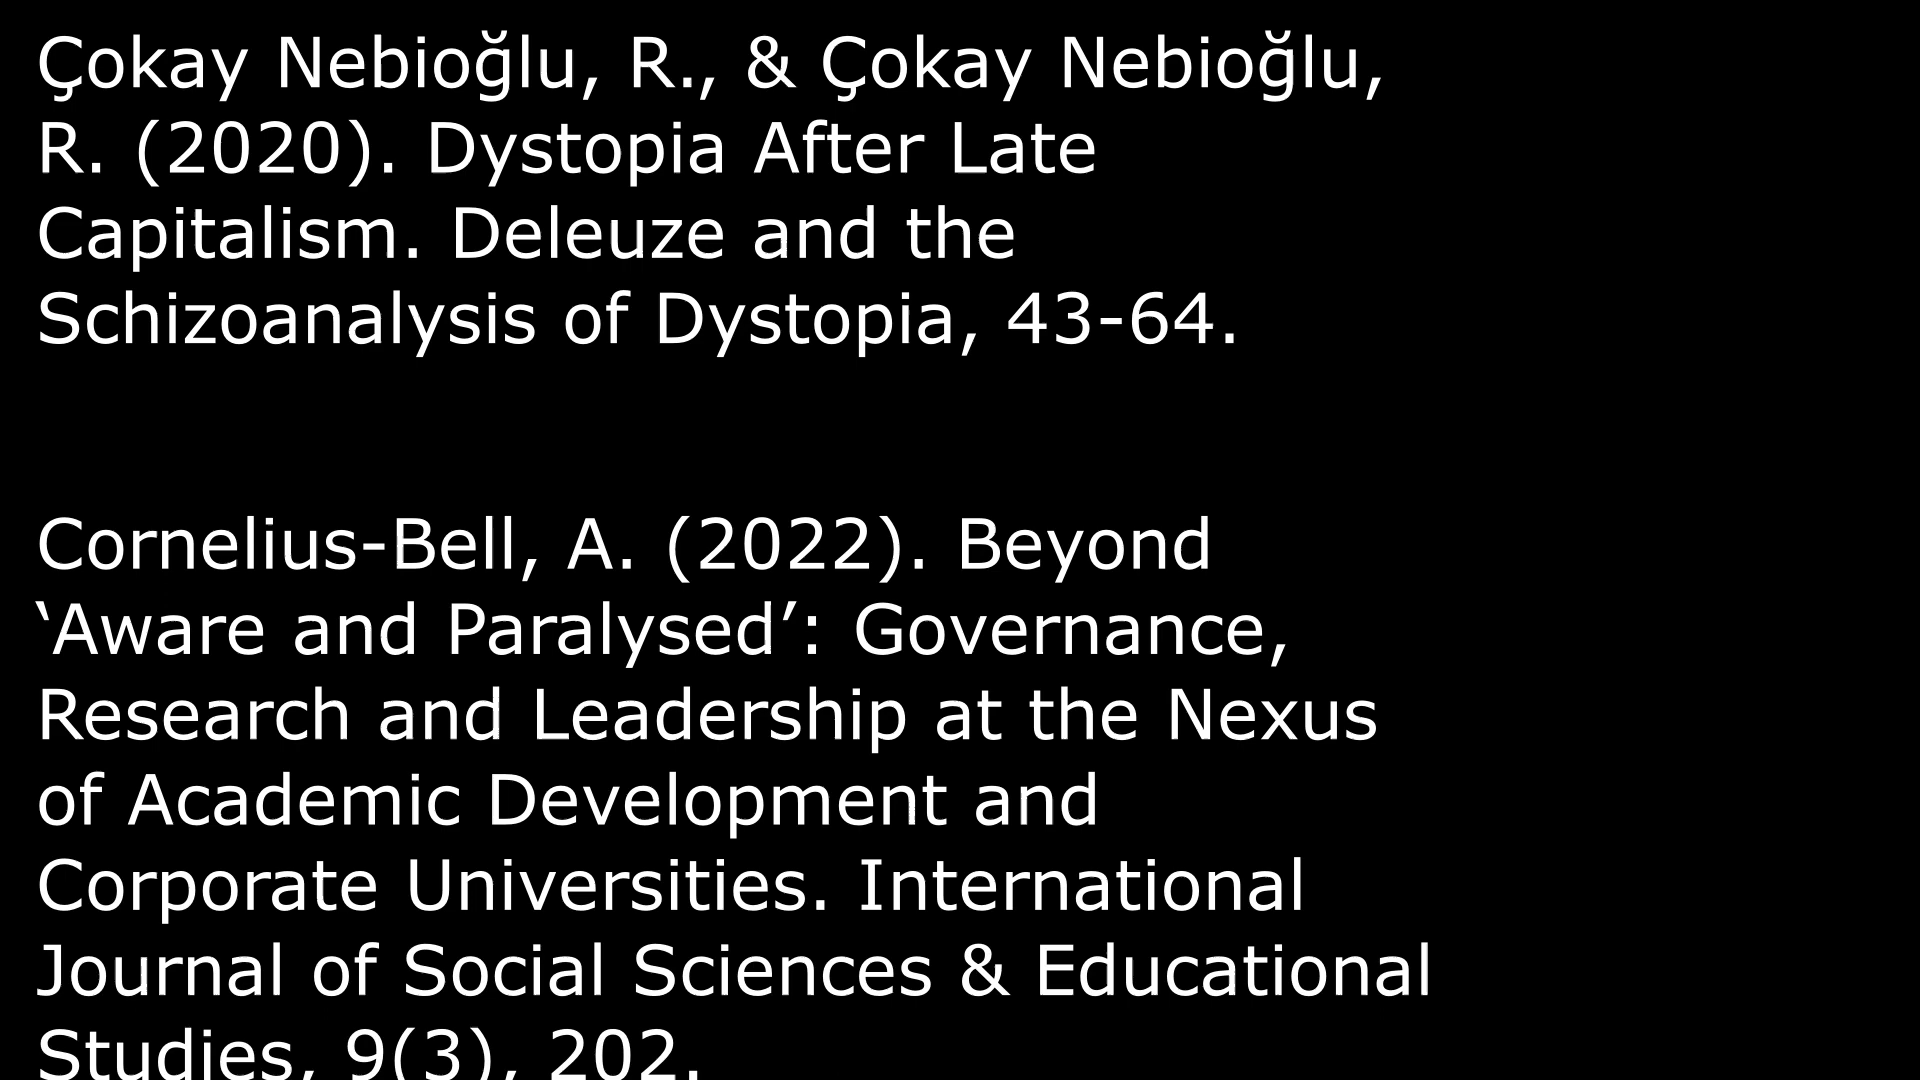 Çokay Nebioğlu, R., & Çokay Nebioğlu,
R. (2020). Dystopia After Late
Capitalism. Deleuze and the
Schizoanalysis of Dystopia, 43-64.
Cornelius-Bell, A. (2022). Beyond
‘Aware and Paralysed’: Governance,
Research and Leadership at the Nexus
of Academic Development and
Corporate Universities. International
Journal of Social Sciences & Educational
Studies, 9(3), 202.